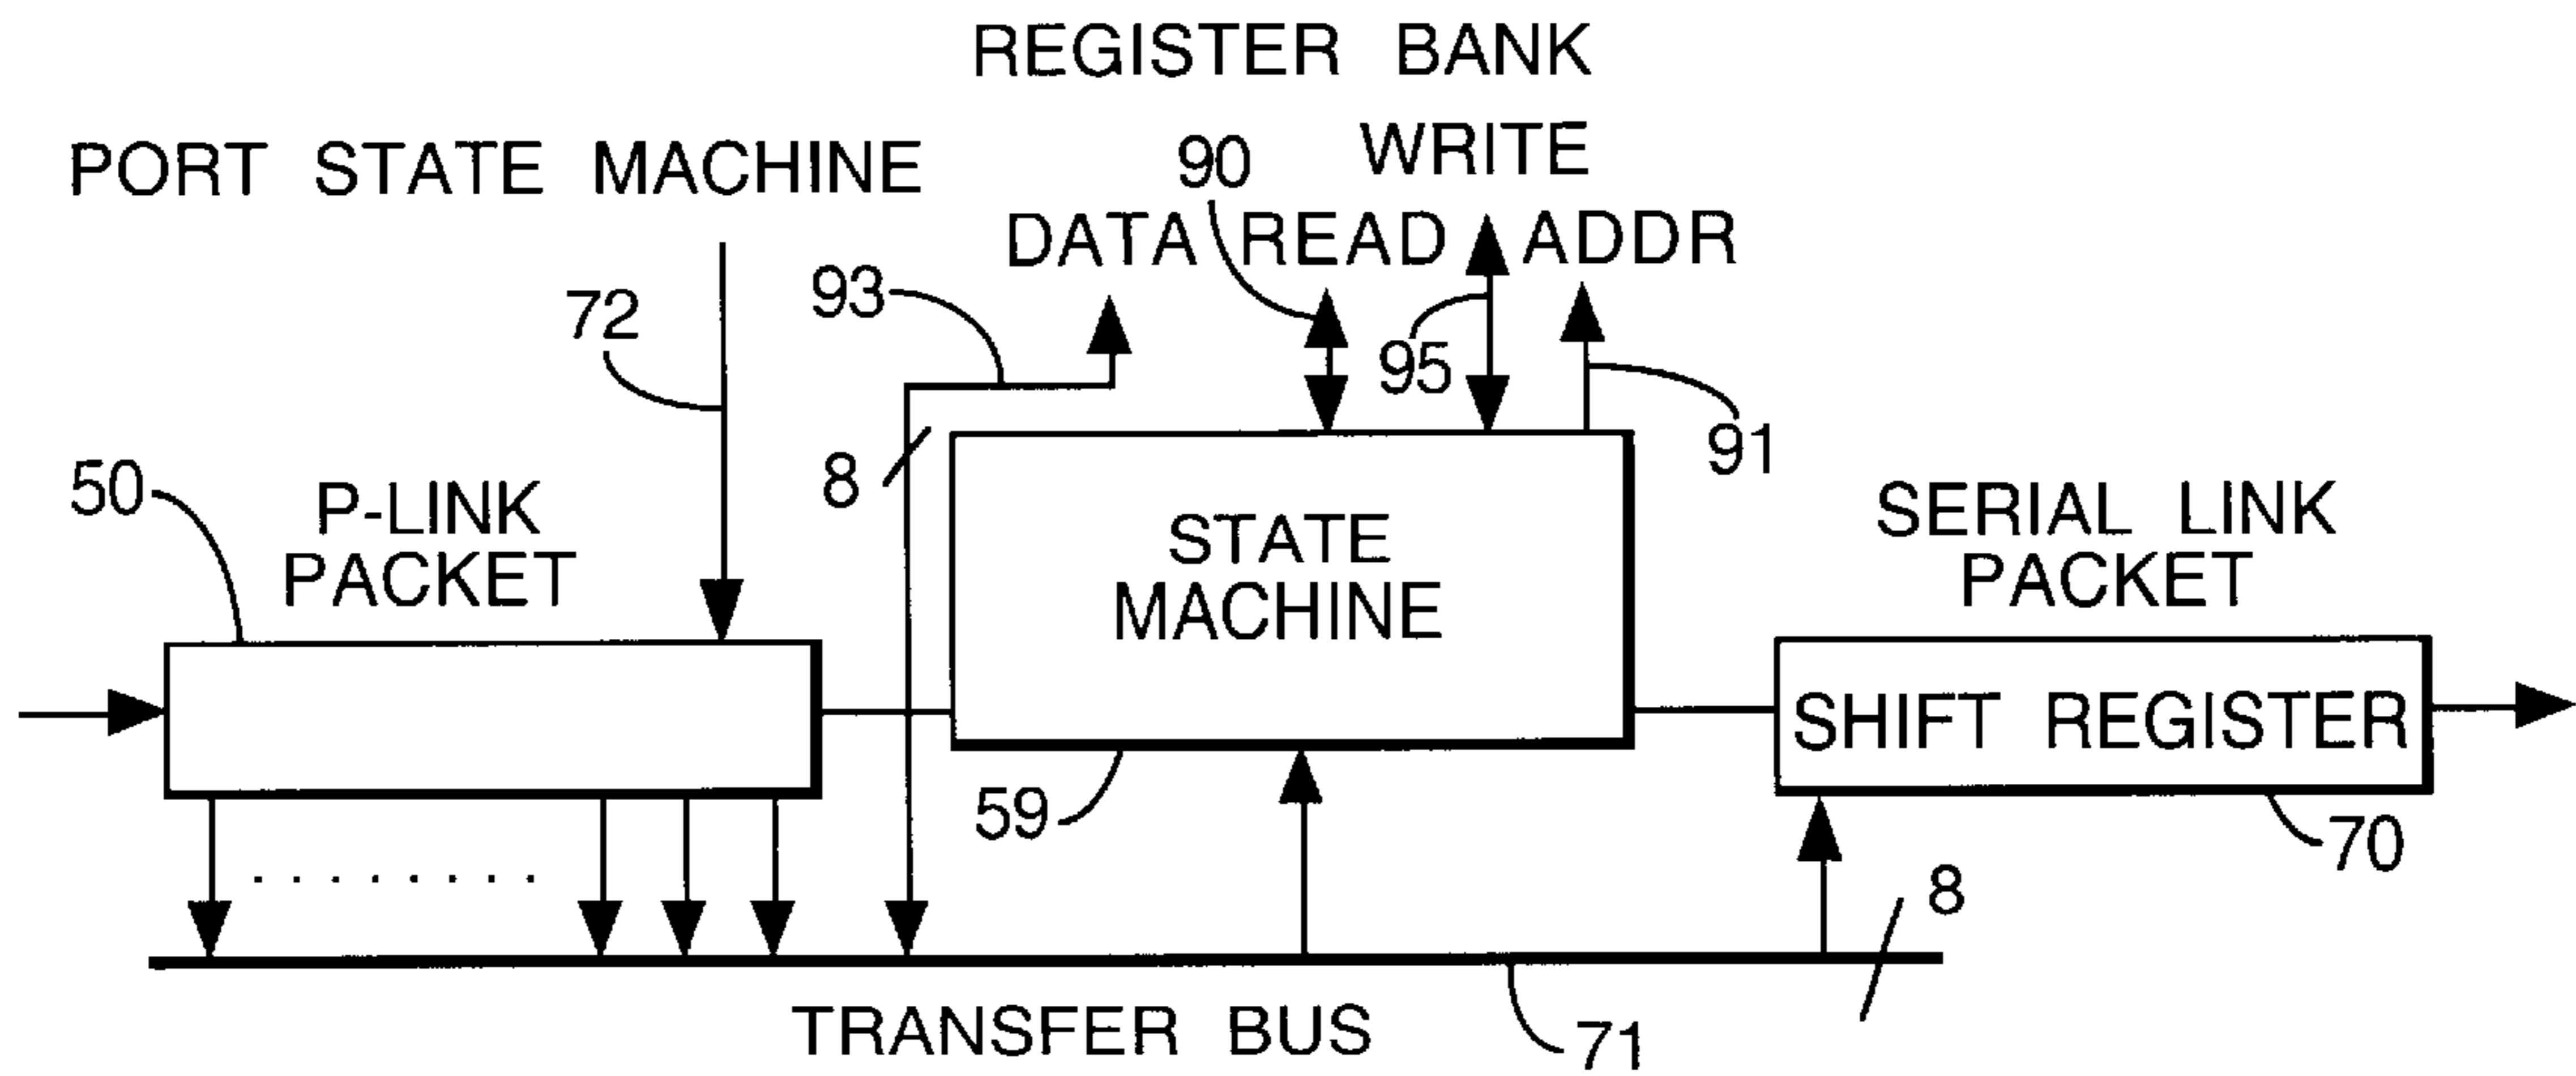 REGISTER BANK
PORT STATE MACHINE
90
WRITE
DATA READ ADDR
93
72
95
91
50
P-LINK
PACKET
8
STATE
MACHINE
SERIAL LINK
PACKET
SHIFT REGISTER
59
70
8
TRANSFER BUS
71